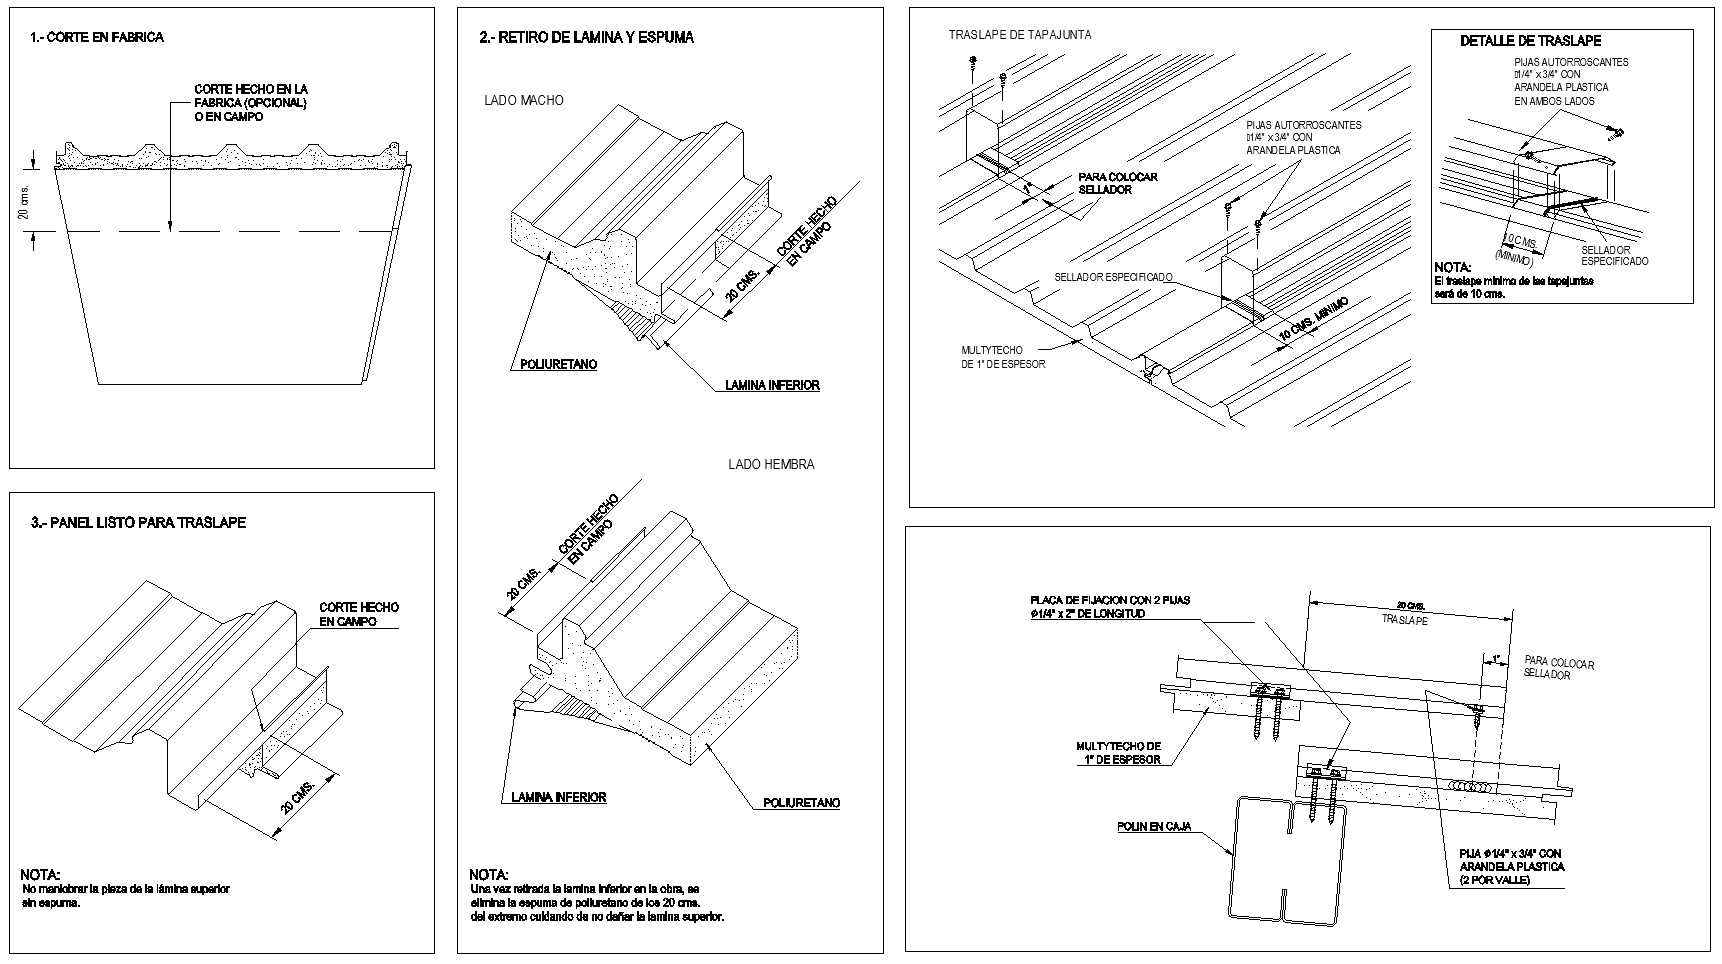 1.- CORTE EN FABRICA
CORTE HECHO EN LA
FABRICA (OPCIONAL)
O EN CAMPO
20 cms.
3.- PANEL LISTO PARA TRASLAPE
CORTE HECHO
EN CAMPO
20 CMS.
NOTA:
No maniobrar la pieza de la lámina superior
sin espuma.
2.- RETIRO DE LAMINA Y ESPUMA
LADO MACHO
CORTE HECHO
EN CAMPO
20 CMS.
POLIURETANO
LAMINA INFERIOR
LADO HEMBRA
CORTE HECHO
EN CAMPO
20 CMS.
LAMINA INFERIOR
POLIURETANO
NOTA:
Una vez retirada la lamina inferior en la obra, se
elimina la espuma de poliuretano de los 20 cms.
del extremo cuidando de no dañar la lamina superior.
TRASLAPE DE TAPAJUNTA
PIJAS AUTORROSCANTES
▯1/4" x 3/4" CON
ARANDELA PLASTICA
1"
PARA COLOCAR
SELLADOR
SELLADOR ESPECIFICADO
10 CMS. MINIMO
MULTYTECHO
DE 1" DE ESPESOR
DETALLE DE TRASLAPE
PIJAS AUTORROSCANTES
▯1/4" x 3/4" CON
ARANDELA PLASTICA
EN AMBOS LADOS
10 CMS.
(MINIMO)
SELLADOR
ESPECIFICADO
NOTA:
El traslape minimo de las tapajuntas
será de 10 cms.
PLACA DE FIJACION CON 2 PIJAS
Ø1/4" x 2" DE LONGITUD
20 CMS.
TRASLAPE
1"
PARA COLOCAR
SELLADOR
MULTYTECHO DE
1" DE ESPESOR
POLIN EN CAJA
PIJA Ø1/4" x 3/4" CON
ARANDELA PLASTICA
(2 POR VALLE)